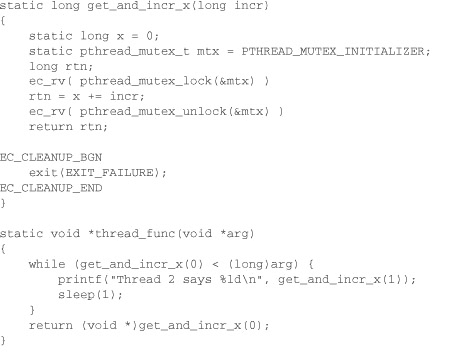 static long get_and_incr_x(long incr)
{
    static long x = 0;
    static pthread_mutex_t mtx = PTHREAD_MUTEX_INITIALIZER;
    long rtn;
    ec_rv( pthread_mutex_lock(&mtx) )
    rtn = x += incr;
    ec_rv( pthread_mutex_unlock(&mtx) )
    return rtn;

EC_CLEANUP_BGN
    exit(EXIT_FAILURE);
EC_CLEANUP_END
}

static void *thread_func(void *arg)
{
    while (get_and_incr_x(0) < (long)arg) {
        printf("Thread 2 says %ld\n", get_and_incr_x(1));
        sleep(1);
    }
    return (void *)get_and_incr_x(0);
}